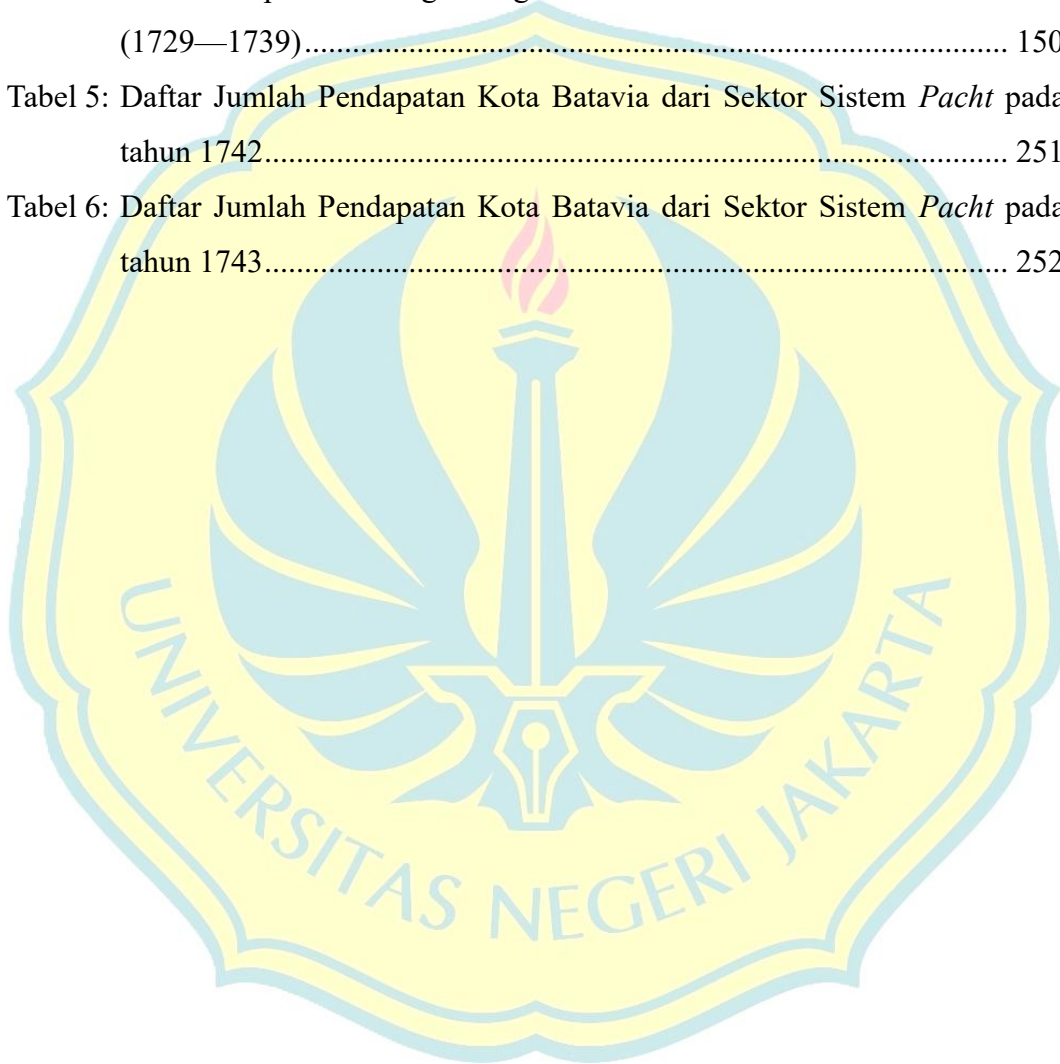 (1729—1739)........................................................................................ 150
Tabel 5: Daftar Jumlah Pendapatan Kota Batavia dari Sektor Sistem Pacht pada
tahun 1742............................................................................................. 251
Tabel 6: Daftar Jumlah Pendapatan Kota Batavia dari Sektor Sistem Pacht pada
tahun 1743............................................................................................. 252
UNIVERSITAS NEGERI JAKARTA